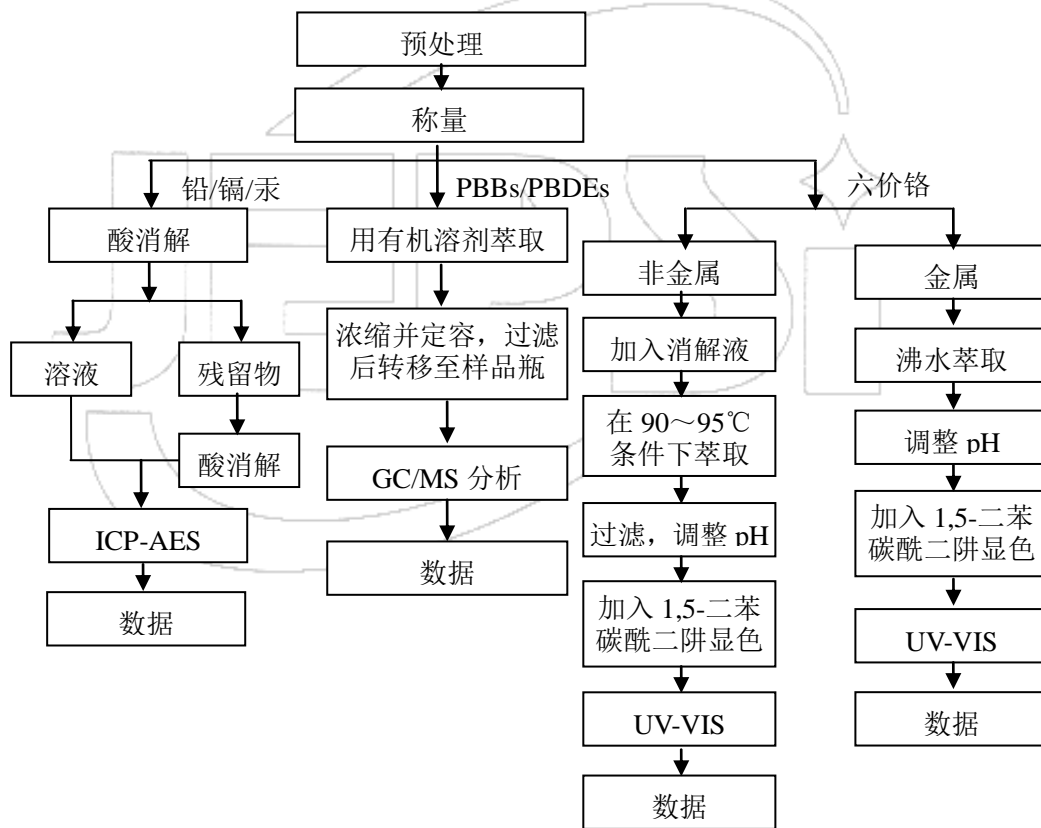 预处理
称量
铅/镉/汞
PBBs/PBDEs
六价铬
酸消解
溶液
残留物
酸消解
ICP-AES
数据
用有机溶剂萃取
浓缩并定容，过滤
后转移至样品瓶
GC/MS 分析
数据
非金属
加入消解液
在 90～95℃
条件下萃取
过滤，调整 pH
加入 1,5-二苯
碳酰二阱显色
UV-VIS
数据
金属
沸水萃取
调整 pH
加入 1,5-二苯
碳酰二阱显色
UV-VIS
数据